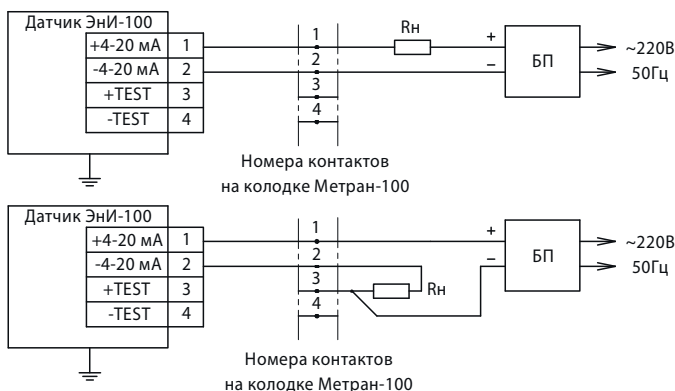 Датчик ЭнИ-100
+4-20 мА 1
-4-20 мА 2
+TEST 3
-TEST 4
1
2
3
4
Rн
+
–
БП
~220В
50Гц
Номера контактов
на колодке Метран-100
Датчик ЭнИ-100
+4-20 мА 1
-4-20 мА 2
+TEST 3
-TEST 4
1
2
3
4
Rн
+
–
БП
~220В
50Гц
Номера контактов
на колодке Метран-100